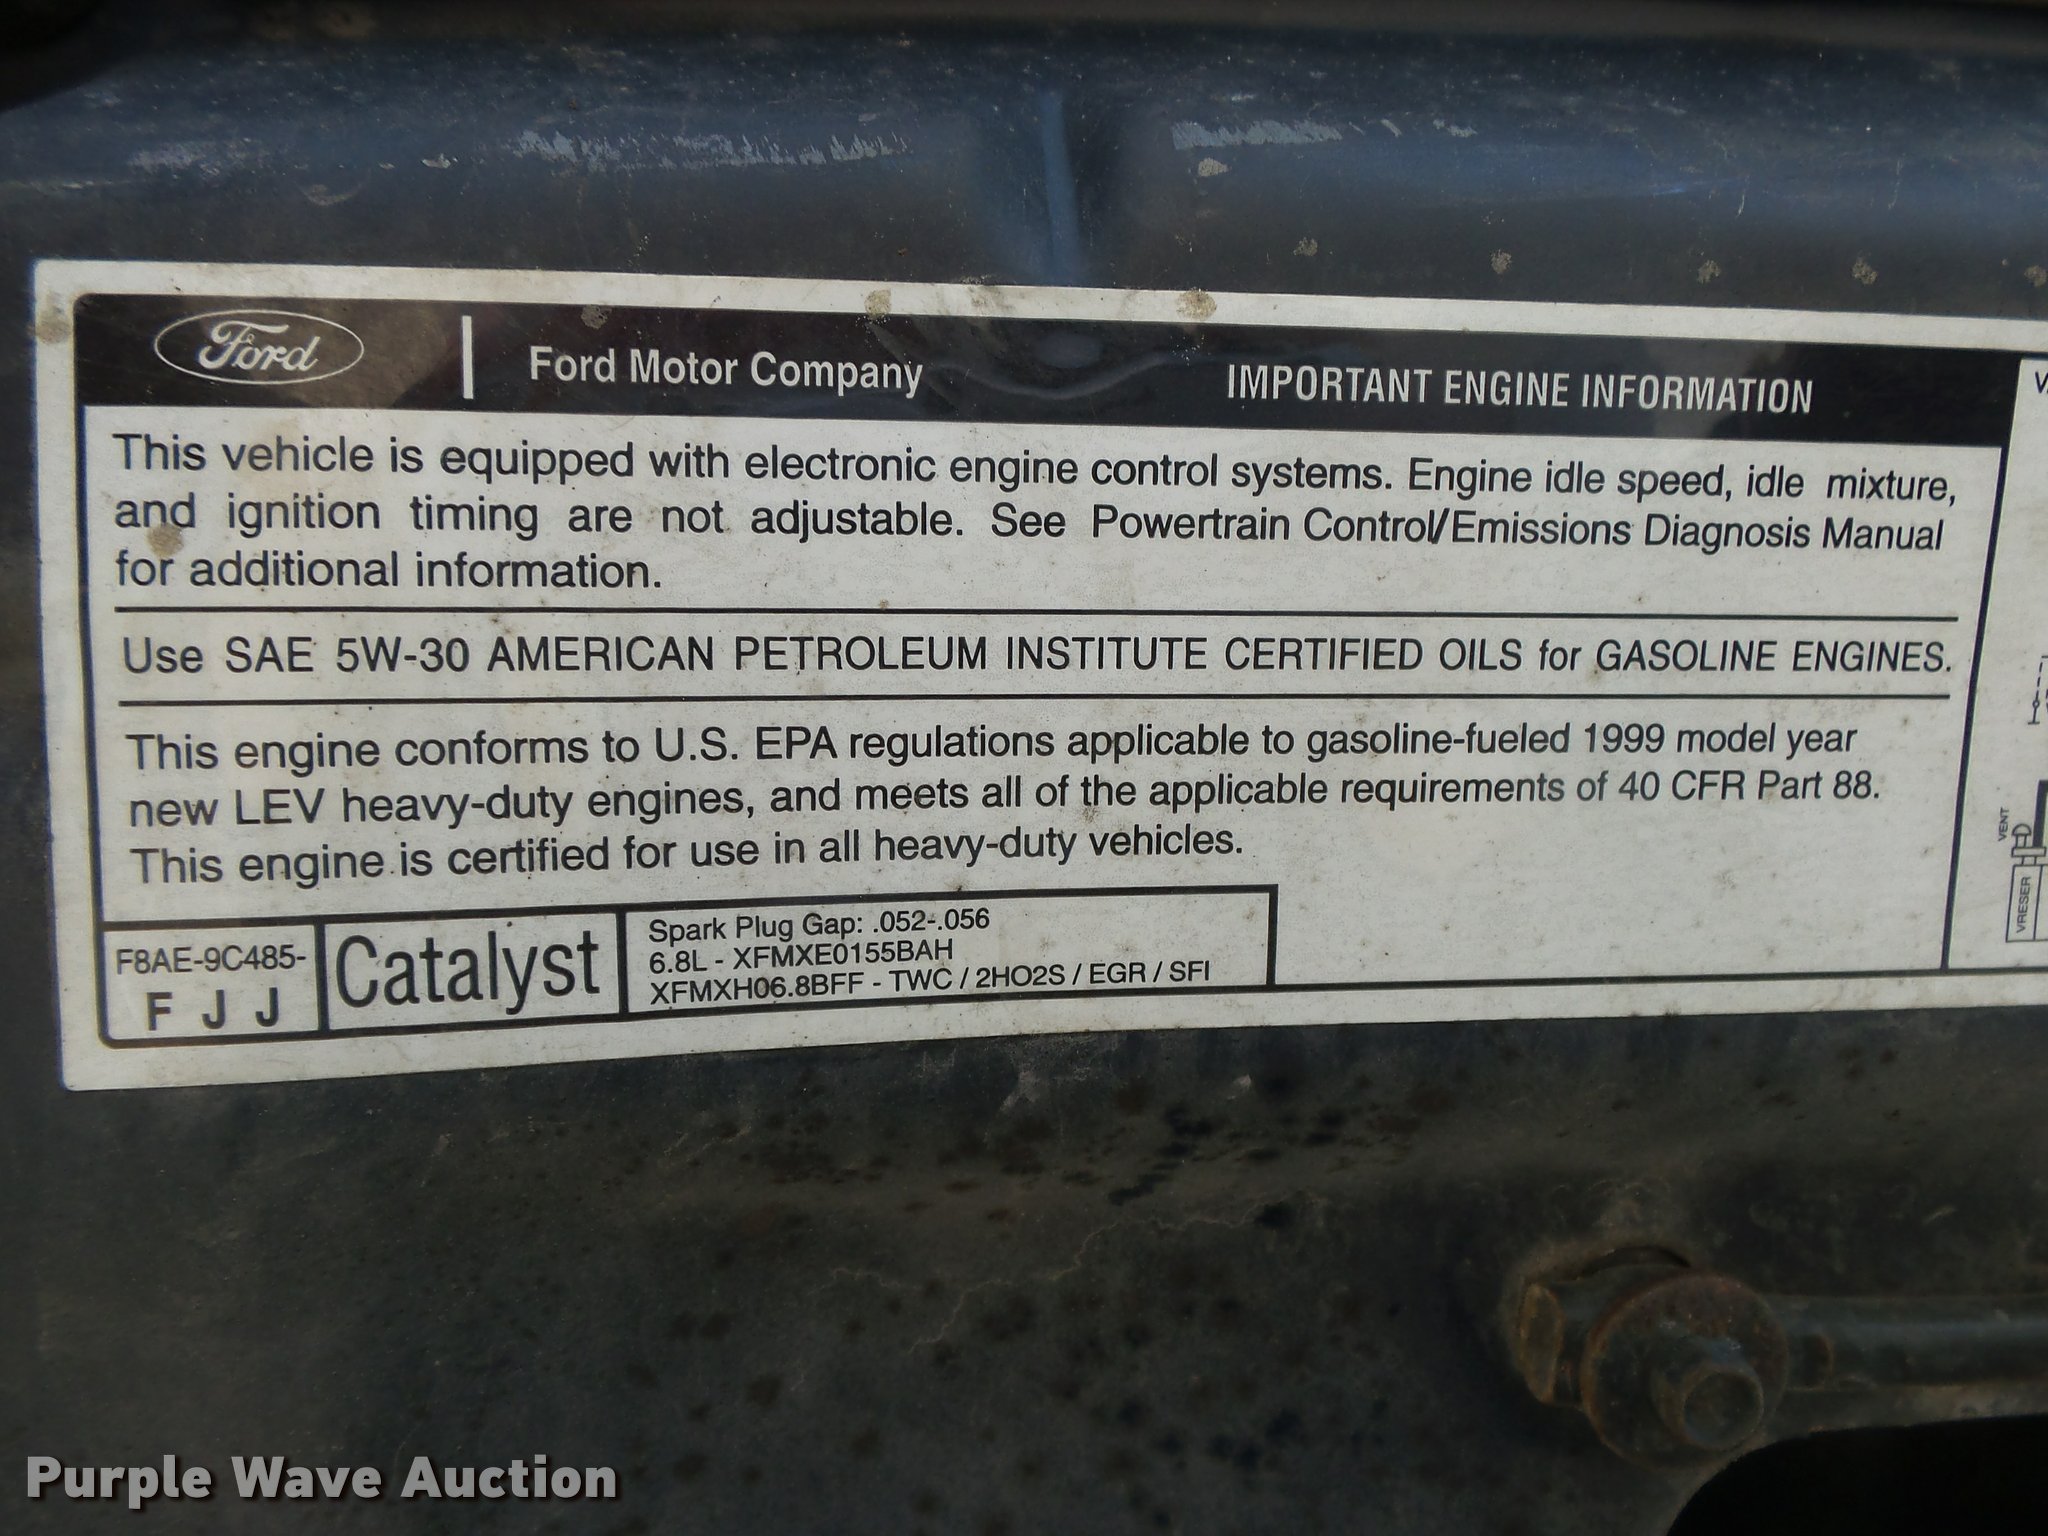 Ford
Ford Motor Company
IMPORTANT ENGINE INFORMATION
This vehicle is equipped with electronic engine control systems. Engine idle speed, idle mixture,
and ignition timing are not adjustable. See Powertrain Control/Emissions Diagnosis Manual
for additional information.
Use SAE 5W-30 AMERICAN PETROLEUM INSTITUTE CERTIFIED OILS for GASOLINE ENGINES.
This engine conforms to U.S. EPA regulations applicable to gasoline-fueled 1999 model year
new LEV heavy-duty engines, and meets all of the applicable requirements of 40 CFR Part 88.
This engine is certified for use in all heavy-duty vehicles.
F8AE-9C485-
F J J
Catalyst
Spark Plug Gap: .052-.056
6.8L - XFMXE0155BAH
XFMXH06.8BFF - TWC / 2HO2S / EGR / SFI
VENT
VRESER
Purple Wave Auction